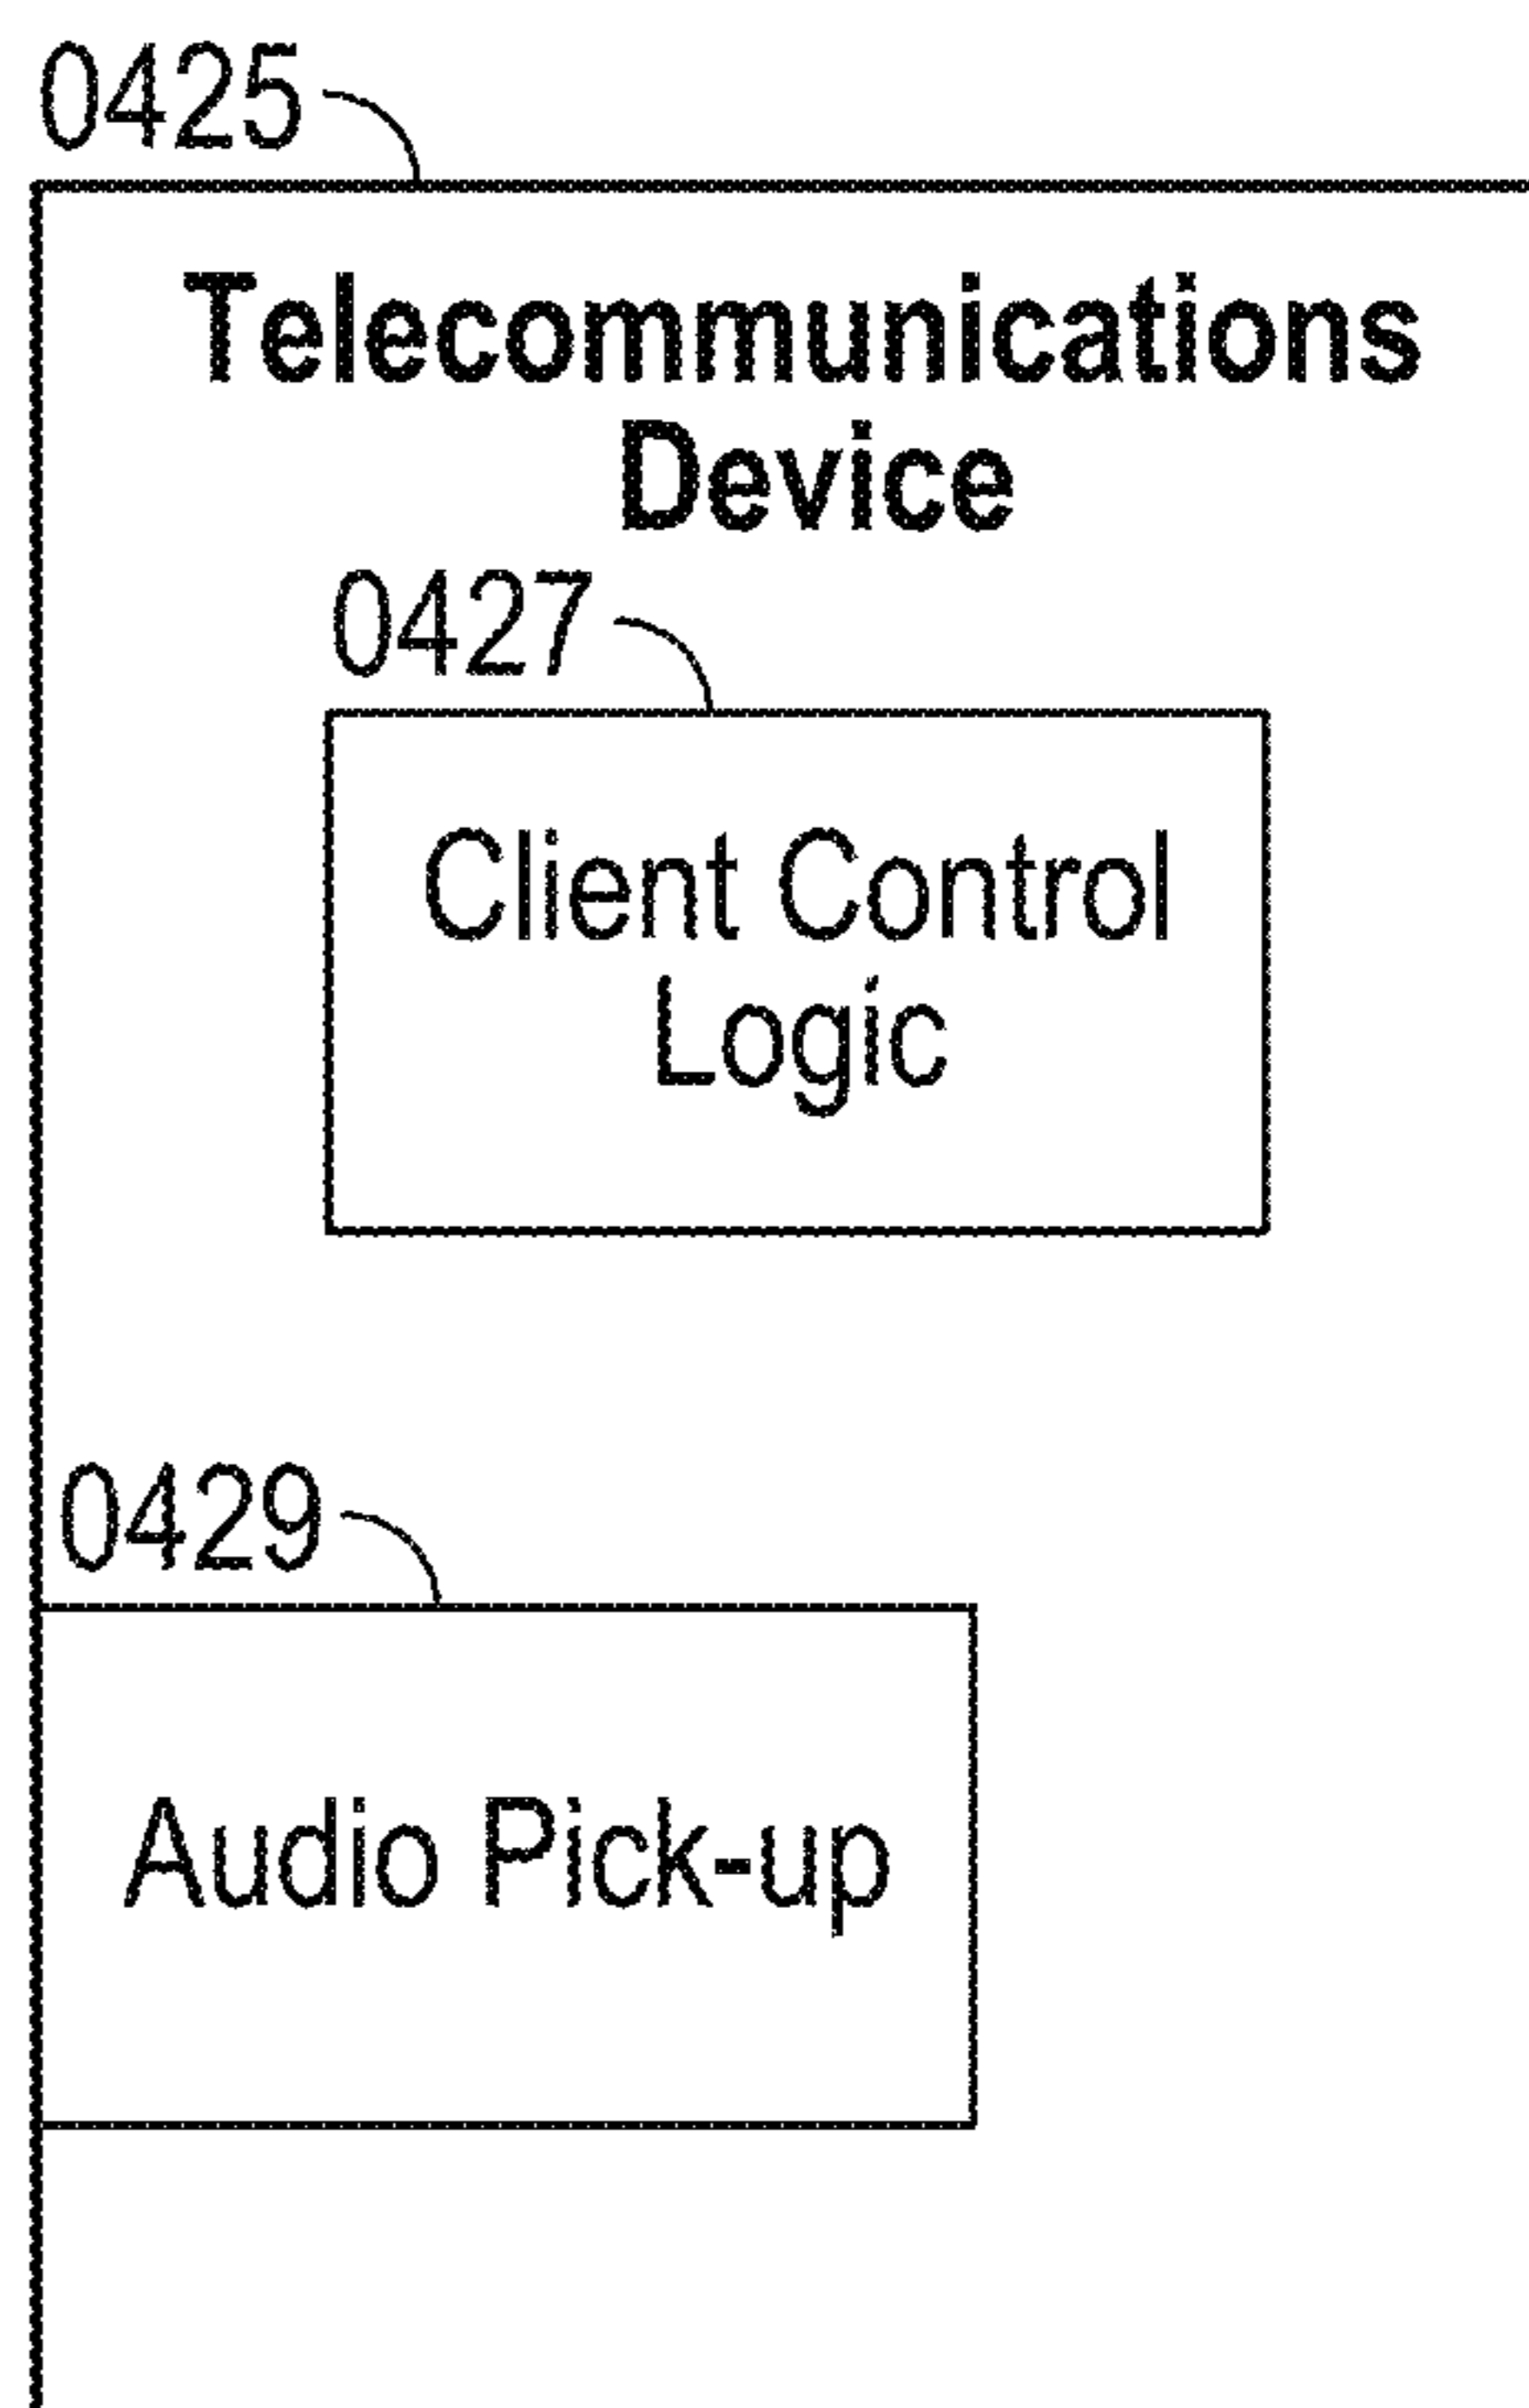 0425
Telecommunications
Device
0427
Client Control
Logic
0429
Audio Pick-up